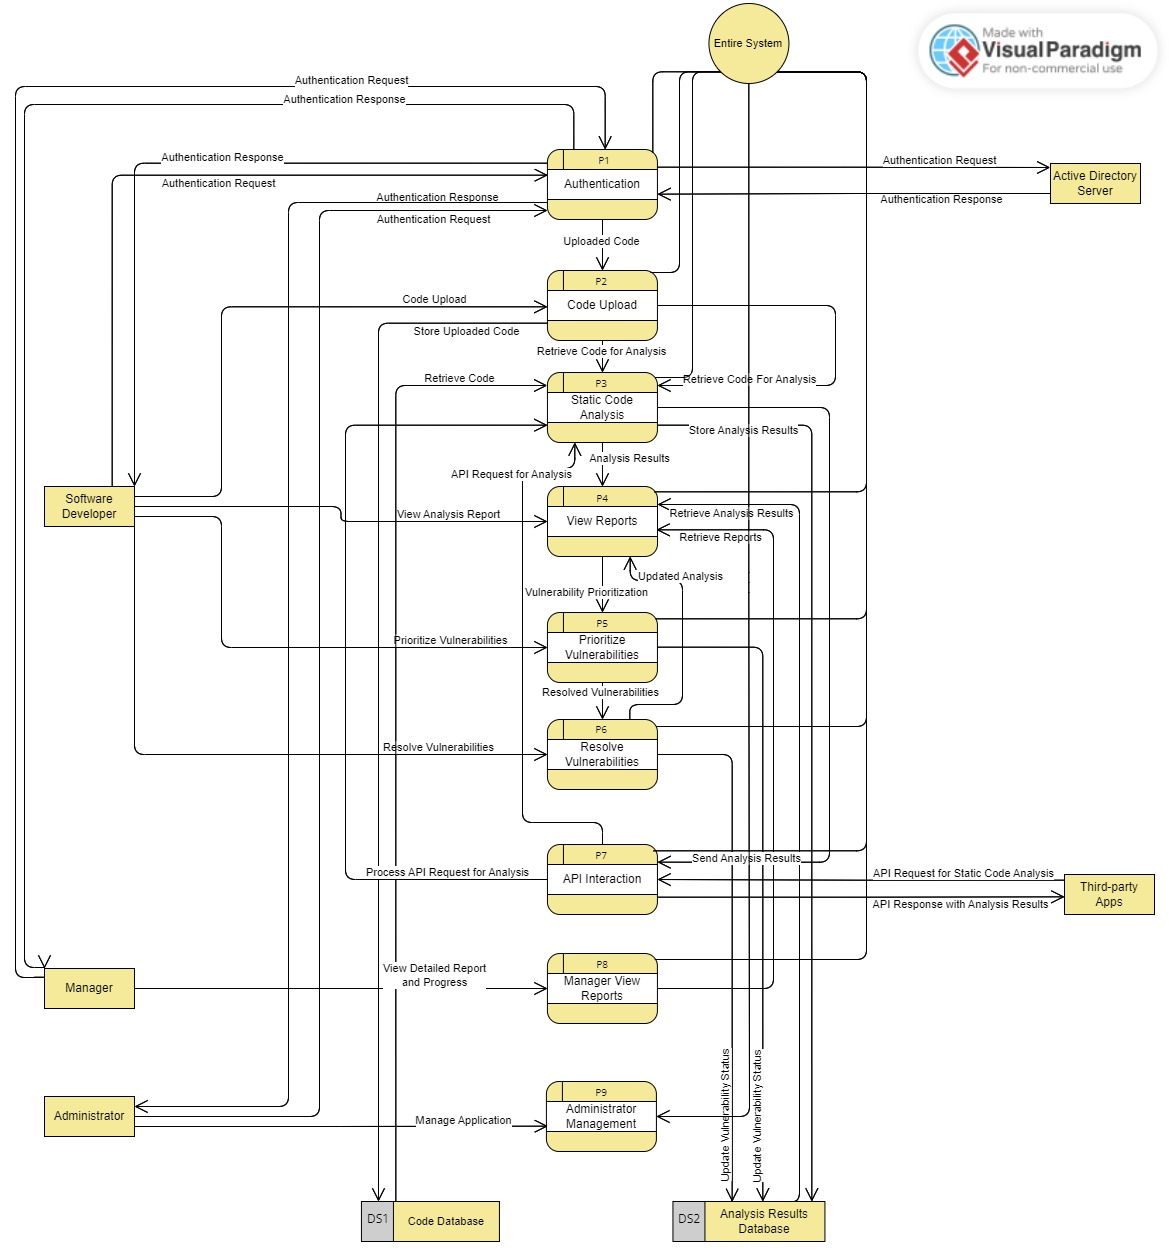 Entire System
Made with
Visual Paradigm
For non-commercial use
Authentication Request
Authentication Response
P1
Authentication
Authentication Response
Authentication Request
Authentication Response
Authentication Request
Authentication Request
Authentication Response
Active Directory
Server
Uploaded Code
P2
Code Upload
Code Upload
Store Uploaded Code
Retrieve Code for Analysis
P3
Static Code
Analysis
Retrieve Code
Retrieve Code For Analysis
Store Analysis Results
Analysis Results
API Request for Analysis
Software
Developer
P4
View Reports
View Analysis Report
Retrieve Analysis Results
Retrieve Reports
Updated Analysis
Vulnerability Prioritization
P5
Prioritize
Vulnerabilities
Prioritize Vulnerabilities
Resolved Vulnerabilities
P6
Resolve
Vulnerabilities
Resolve Vulnerabilities
P7
API Interaction
Send Analysis Results
Process API Request for Analysis
API Request for Static Code Analysis
API Response with Analysis Results
Third-party
Apps
P8
Manager View
Reports
View Detailed Report
and Progress
Manager
P9
Administrator
Management
Administrator
Manage Application
Update Vulnerability Status
Update Vulnerability Status
DS1
Code Database
DS2
Analysis Results
Database